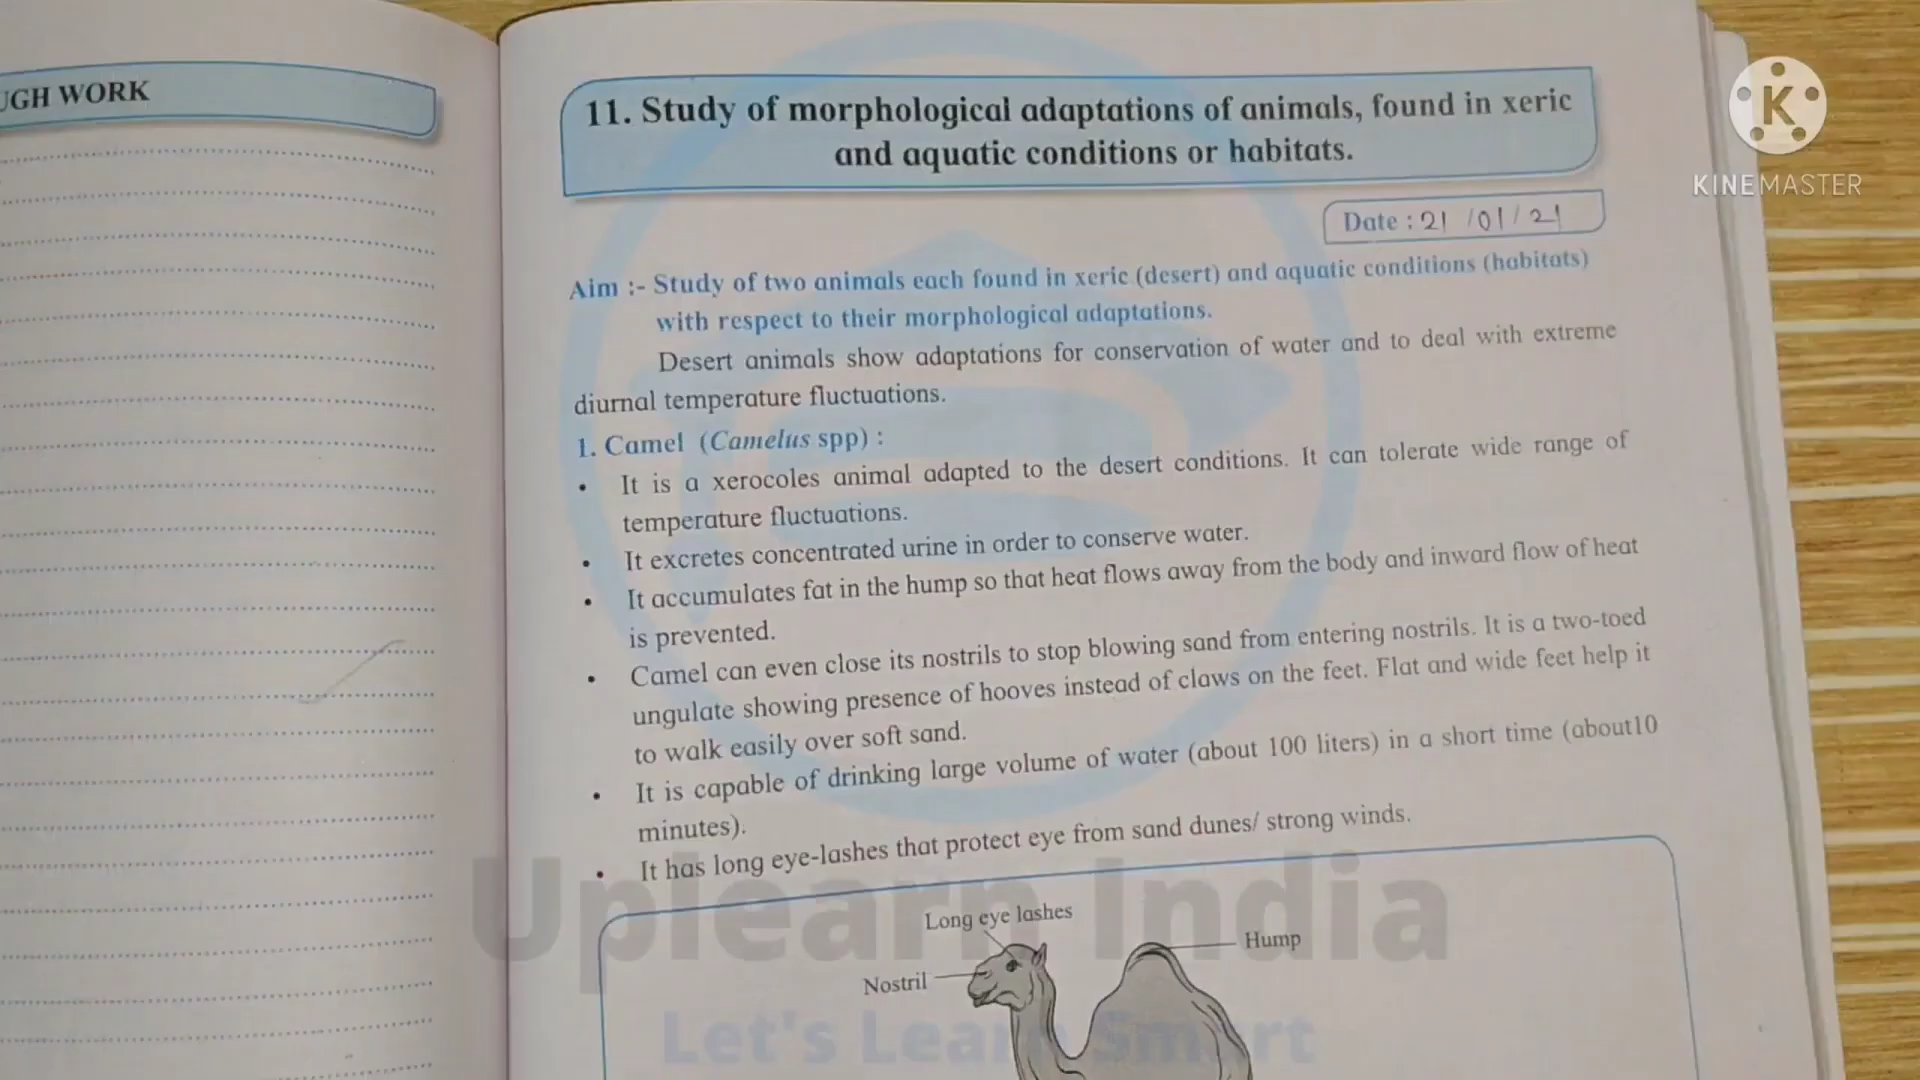 UGH WORK
11. Study of morphological adaptations of animals, found in xeric
and aquatic conditions or habitats.
Date : 21 /01/ 21
Aim :- Study of two animals each found in xeric (desert) and aquatic conditions (habitats)
with respect to their morphological adaptations.
Desert animals show adaptations for conservation of water and to deal with extreme
diurnal temperature fluctuations.
1. Camel (Camelus spp) :
• It is a xerocoles animal adapted to the desert conditions. It can tolerate wide range of
temperature fluctuations.
• It excretes concentrated urine in order to conserve water.
• It accumulates fat in the hump so that heat flows away from the body and inward flow of heat
is prevented.
• Camel can even close its nostrils to stop blowing sand from entering nostrils. It is a two-toed
ungulate showing presence of hooves instead of claws on the feet. Flat and wide feet help it
to walk easily over soft sand.
• It is capable of drinking large volume of water (about 100 liters) in a short time (about10
minutes).
• It has long eye-lashes that protect eye from sand dunes/ strong winds.
Long eye lashes
Hump
Nostril
Uplearn India
Let's Learn Smart
K
KINEMASTER